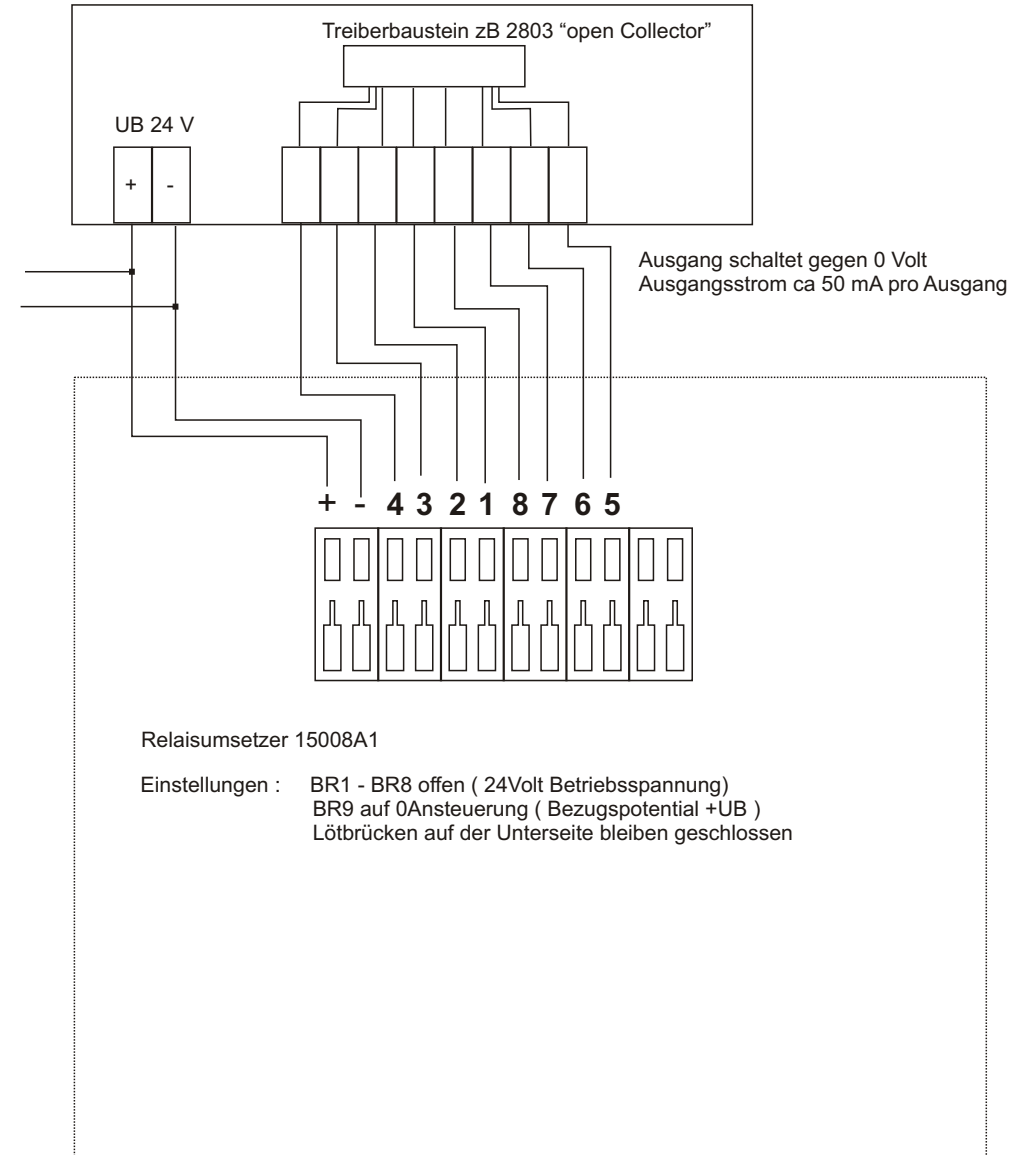 Treiberbaustein zB 2803 “open Collector”
UB 24 V
+ -
Ausgang schaltet gegen 0 Volt
Ausgangsstrom ca 50 mA pro Ausgang
+ - 4 3 2 1 8 7 6 5
Relaisumsetzer 15008A1
Einstellungen : BR1 - BR8 offen ( 24Volt Betriebsspannung)
BR9 auf 0Ansteuerung ( Bezugspotential +UB )
Lötbrücken auf der Unterseite bleiben geschlossen